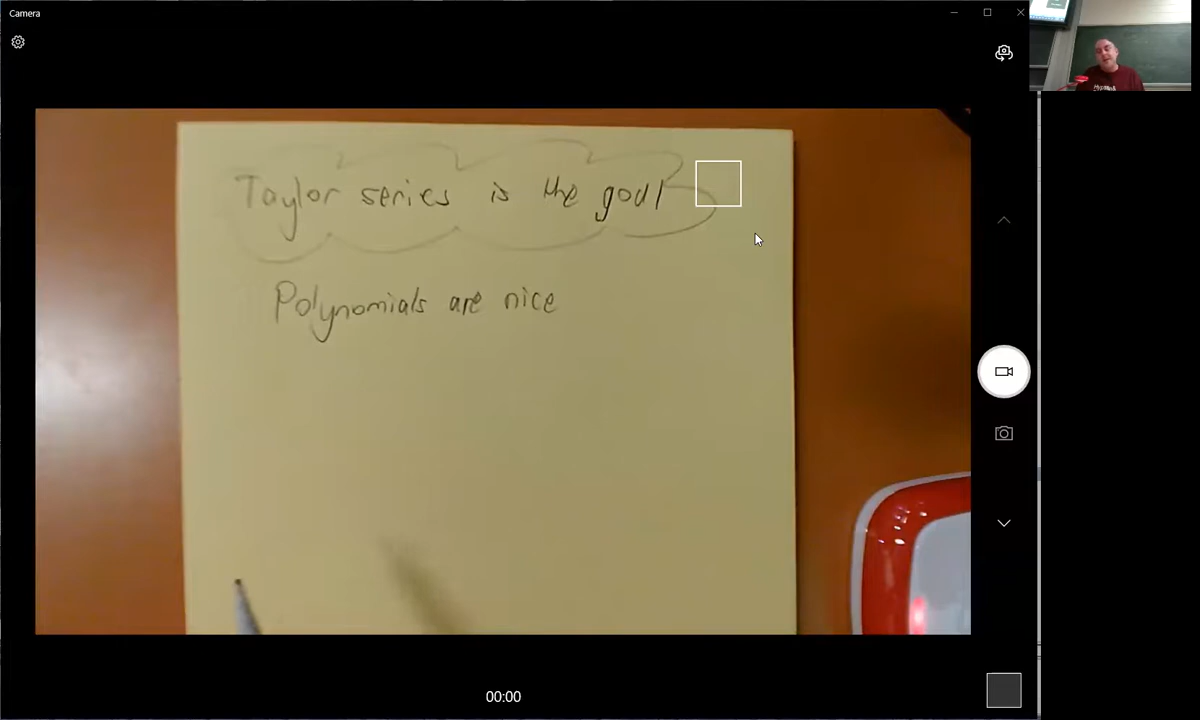 Camera
Taylor series is the goal
Polynomials are nice
00:00